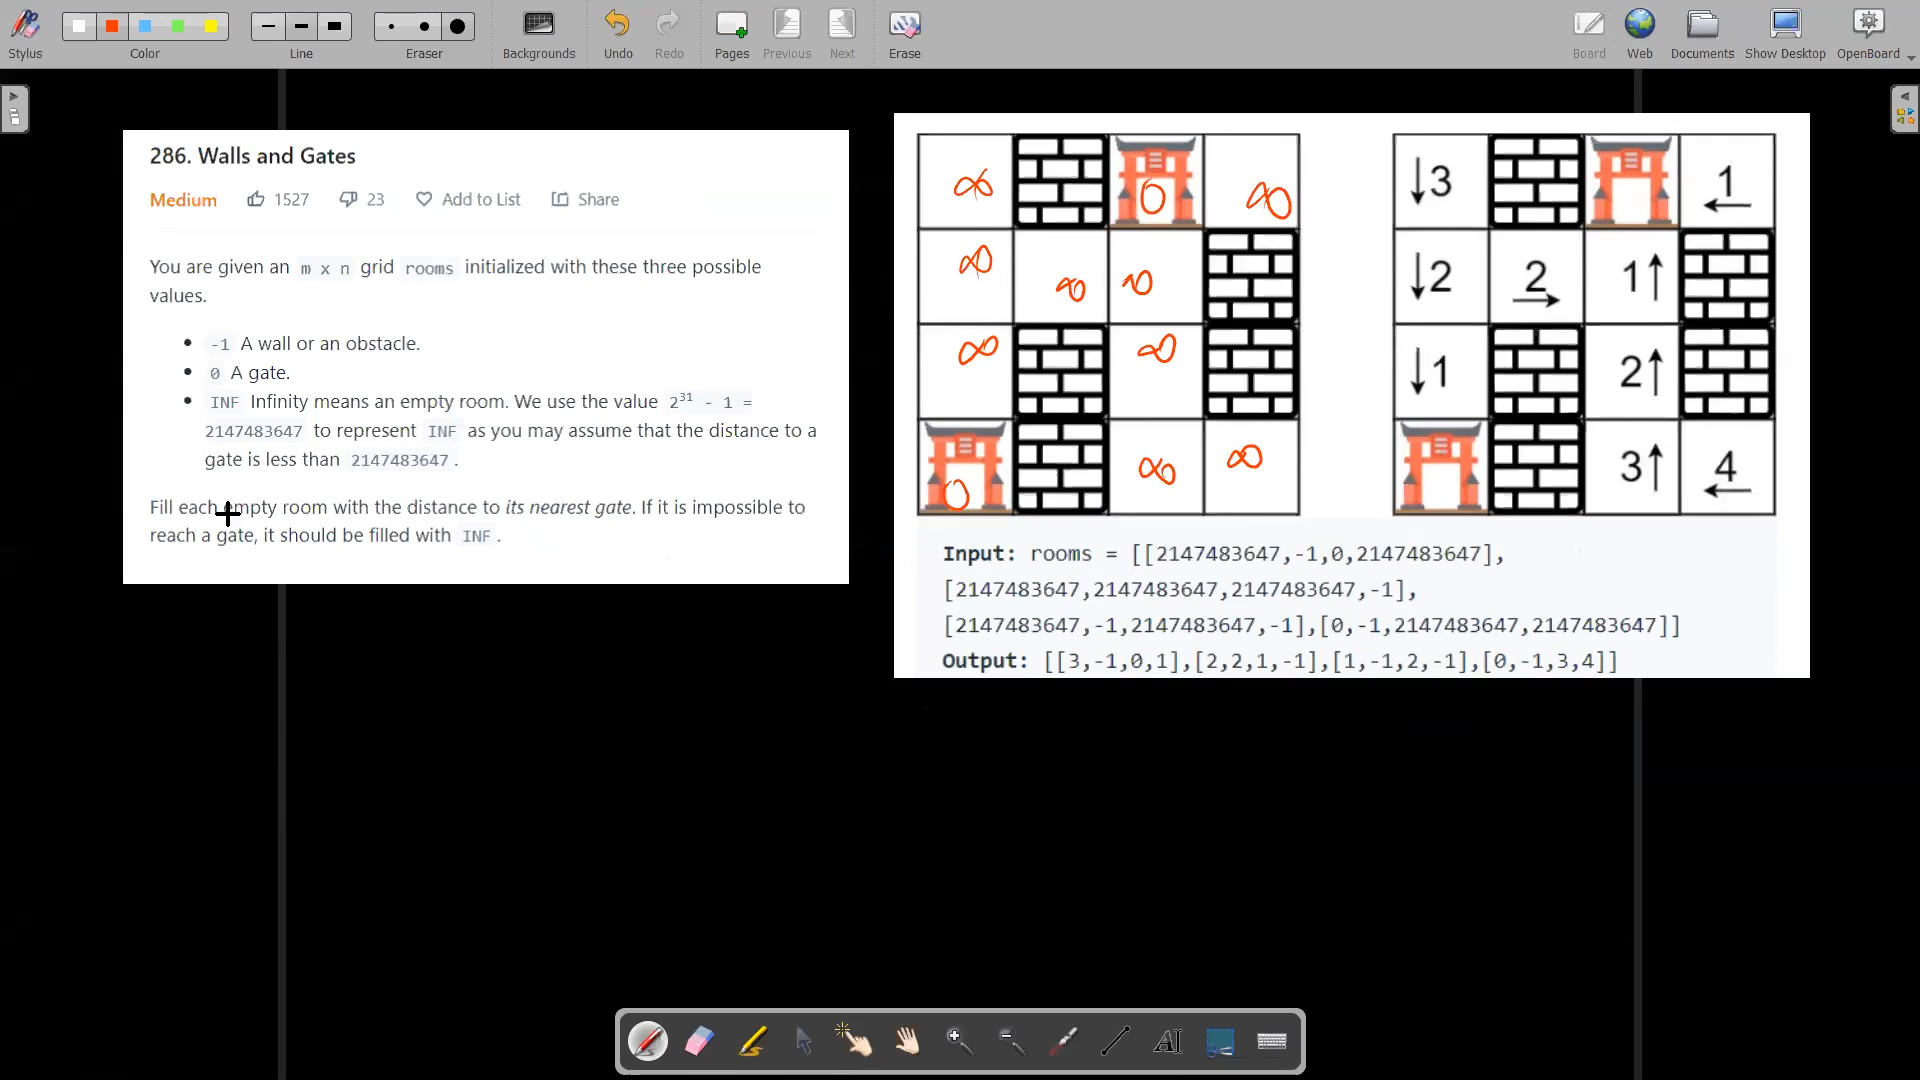 Stylus
Color
Line
Eraser
Backgrounds
Undo
Redo
Pages
Previous
Next
Erase
Board
Web
Documents
Show Desktop
OpenBoard
286. Walls and Gates
Medium 1527 23 Add to List Share
You are given an m x n grid rooms initialized with these three possible
values.
• -1 A wall or an obstacle.
• 0 A gate.
• INF Infinity means an empty room. We use the value 2³¹ - 1 =
2147483647 to represent INF as you may assume that the distance to a
gate is less than 2147483647.
Fill each empty room with the distance to its nearest gate. If it is impossible to
reach a gate, it should be filled with INF.
∞ 0 ∞
∞ ∞ ∞
∞ ∞
0 ∞ ∞
↓3 1 ←
↓2 2 → 1↑
↓1 2↑
3↑ 4 ←
Input: rooms = [[2147483647,-1,0,2147483647],
[2147483647,2147483647,2147483647,-1],
[2147483647,-1,2147483647,-1],[0,-1,2147483647,2147483647]]
Output: [[3,-1,0,1],[2,2,1,-1],[1,-1,2,-1],[0,-1,3,4]]
AI